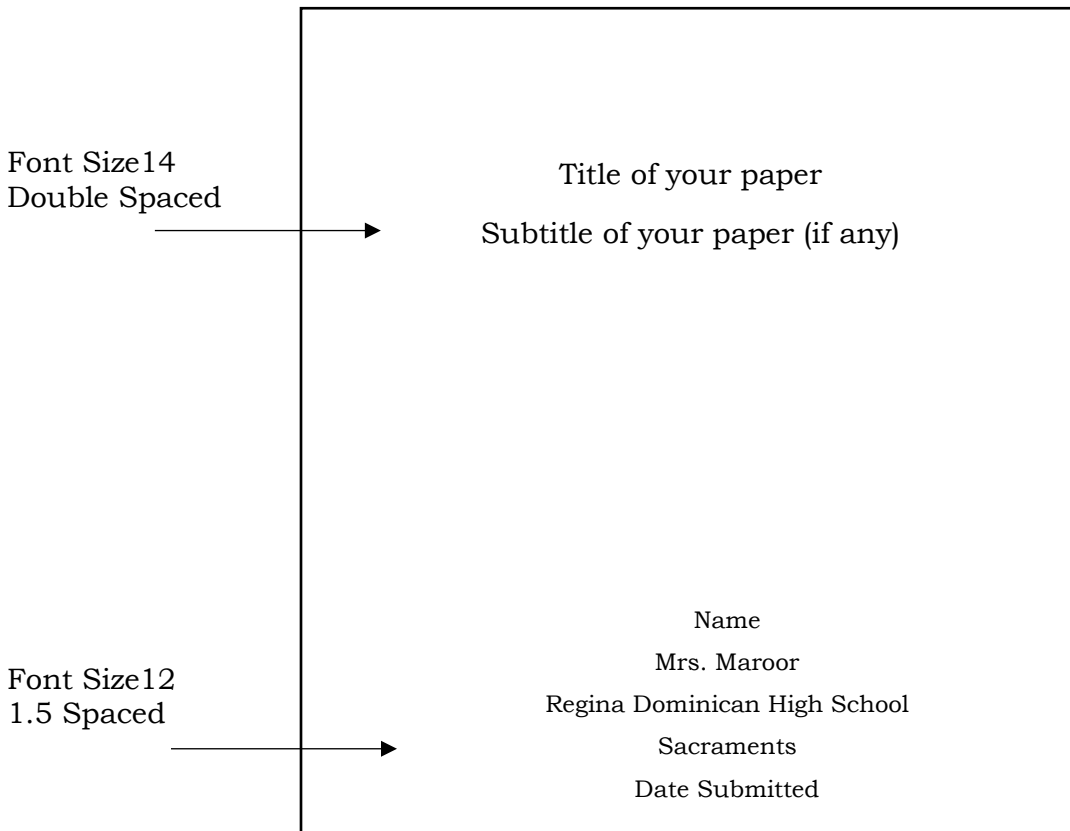 Font Size14
Double Spaced
Title of your paper
Subtitle of your paper (if any)
Font Size12
1.5 Spaced
Name
Mrs. Maroor
Regina Dominican High School
Sacraments
Date Submitted